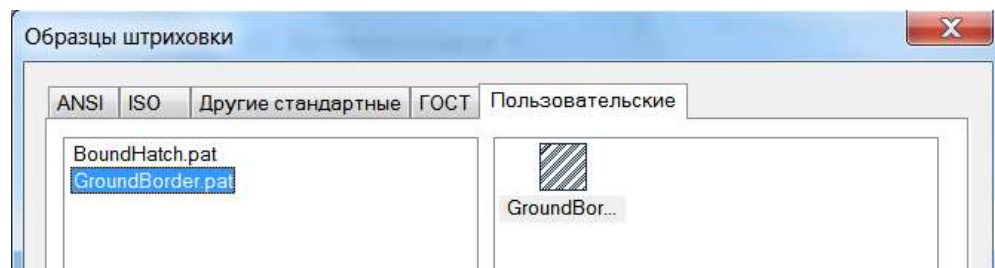 Образцы штриховки
ANSI ISO Другие стандартные ГОСТ Пользовательские
BoundHatch.pat
GroundBorder.pat
GroundBor...